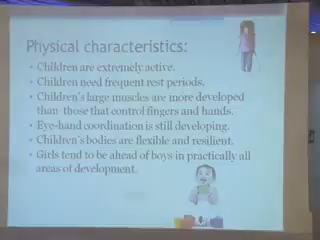 Physical characteristics:
• Children are extremely active.
• Children need frequent rest periods.
• Children's large muscles are more developed
than those that control fingers and hands.
• Eye-hand coordination is still developing.
• Children's bodies are flexible and resilient.
• Girls tend to be ahead of boys in practically all
areas of development.